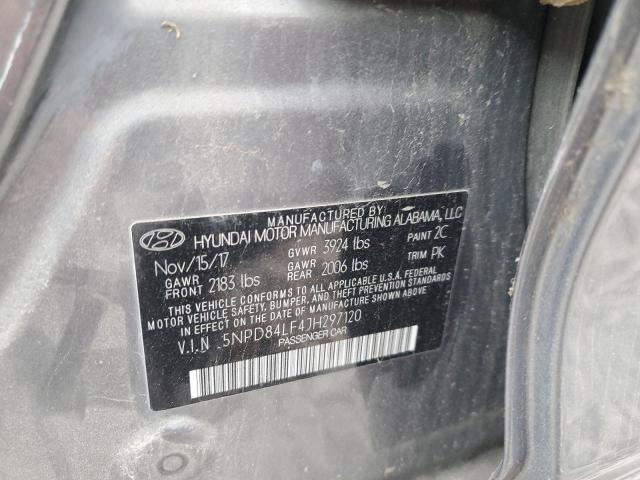 MANUFACTURED BY
HYUNDAI MOTOR MANUFACTURING ALABAMA, LLC
Nov/15/17 GVWR 3924 lbs PAINT 2C
GAWR FRONT 2183 lbs GAWR REAR 2006 lbs TRIM PK
THIS VEHICLE CONFORMS TO ALL APPLICABLE U.S.A. FEDERAL
MOTOR VEHICLE SAFETY, BUMPER, AND THEFT PREVENTION STANDARDS
IN EFFECT ON THE DATE OF MANUFACTURE SHOWN ABOVE.
V.I.N 5NPD84LF4JH297120
PASSENGER CAR